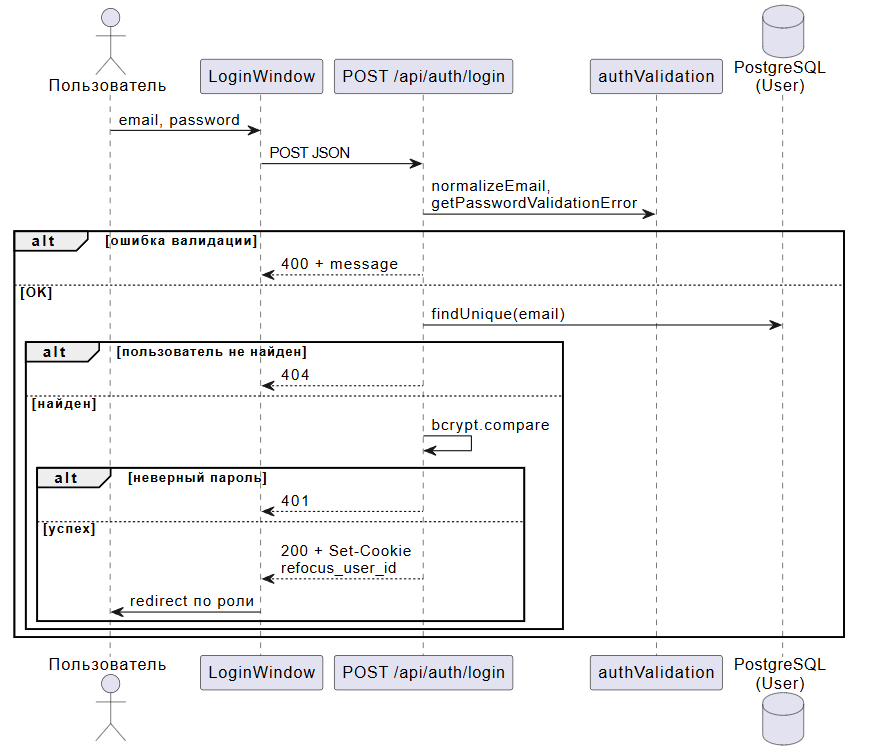 Пользователь
LoginWindow
POST /api/auth/login
authValidation
PostgreSQL
(User)
email, password
POST JSON
normalizeEmail,
getPasswordValidationError
alt
[ошибка валидации]
400 + message
[OK]
findUnique(email)
alt
[пользователь не найден]
404
[найден]
bcrypt.compare
alt
[неверный пароль]
401
[успех]
200 + Set-Cookie
refocus_user_id
redirect по роли
Пользователь
LoginWindow
POST /api/auth/login
authValidation
PostgreSQL
(User)